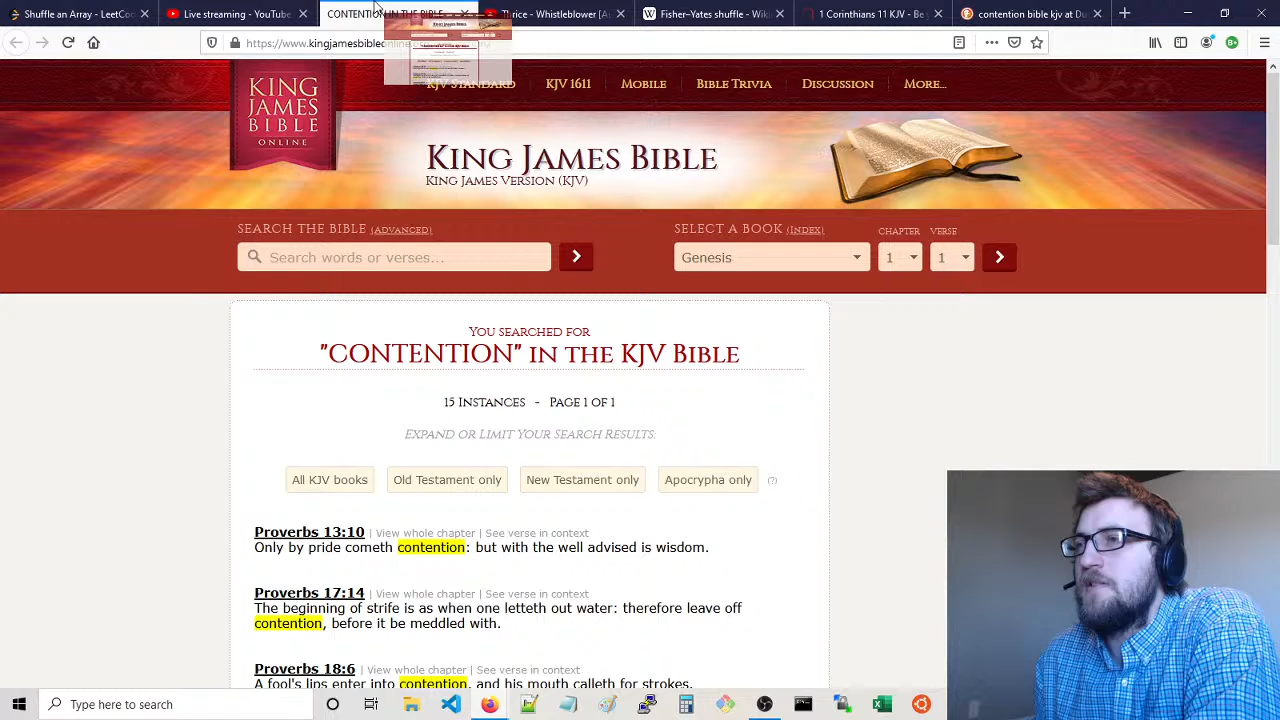 Shuffle an Array - LeetC
Live Streaming - YouTube
CONTENTION IN THE BIBLE
Thrice - Whistleblower [
Fisher-Yates shuffle - Wiki
contention bible kjv at Du
https://www.kingjamesbibleonline.
KING JAMES BIBLE ONLINE
KJV Standard
KJV 1611
Mobile
Bible Trivia
Discussion
More...
King James Bible
King James Version (KJV)
Search the Bible (Advanced)
Search words or verses...
Select a Book (Index)
Chapter
Verse
Genesis
1
1
You searched for
"CONTENTION" in the KJV Bible
15 Instances - Page 1 of 1
Expand or Limit Your Search Results:
All KJV books
Old Testament only
New Testament only
Apocrypha only
(?)
Proverbs 13:10 | View whole chapter | See verse in context
Only by pride cometh contention: but with the well advised is wisdom.
Proverbs 17:14 | View whole chapter | See verse in context
The beginning of strife is as when one letteth out water: therefore leave off
contention, before it be meddled with.
Proverbs 18:6 | View whole chapter | See verse in context
A fool's lips enter into contention, and his mouth calleth for strokes.
Type here to search